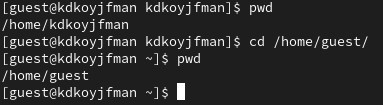 [guest@kdkoyjfman kdkoyjfman]$ pwd
/home/kdkoyjfman
[guest@kdkoyjfman kdkoyjfman]$ cd /home/guest/
[guest@kdkoyjfman ~]$ pwd
/home/guest
[guest@kdkoyjfman ~]$